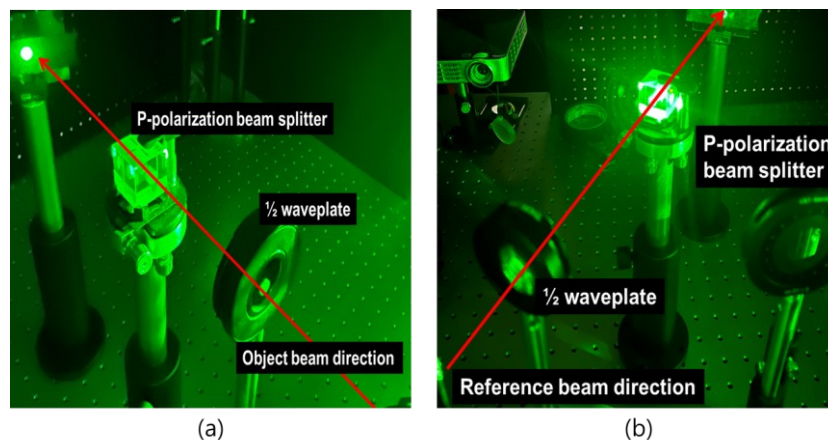 P-polarization beam splitter
½ waveplate
Object beam direction
P-polarization
beam splitter
½ waveplate
Reference beam direction
(a)
(b)